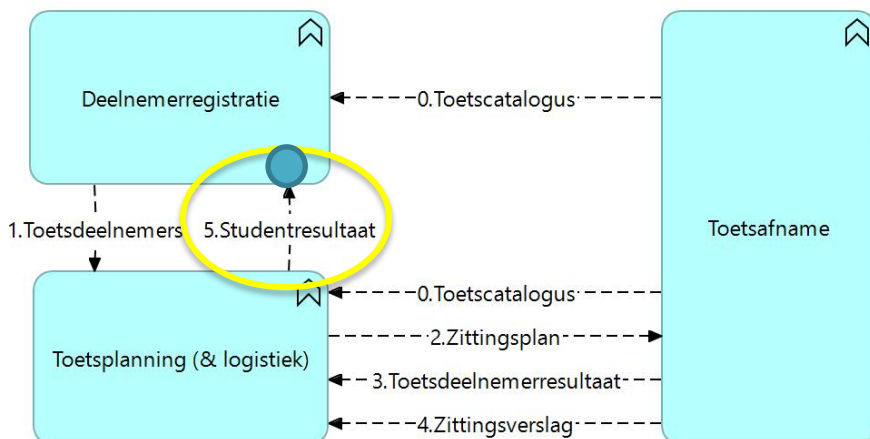 Deelnemerregistratie
0.Toetscatalogus
1.Toetsdeelnemers
5.Studentresultaat
Toetsafname
0.Toetscatalogus
2.Zittingsplan
Toetsplanning (& logistiek)
3.Toetsdeelnemerresultaat
4.Zittingsverslag